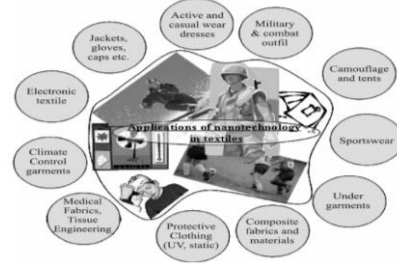 Active and
casual wear
dresses
Military
& combat
outfil
Camouflage
and tents
Sportswear
Under
garments
Composite
fabrics and
materials
Protective
Clothing
(UV, static)
Medical
Fabrics,
Tissue
Engineering
Climate
Control
garments
Electronic
textile
Jackets,
gloves,
caps etc.
Applications of nanotechnology
in textiles